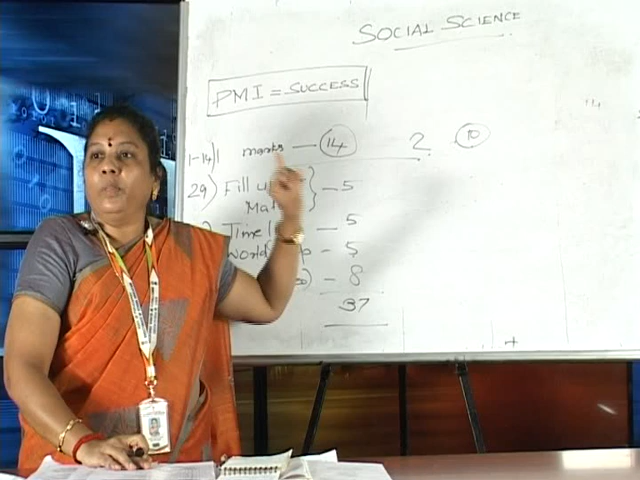 SOCIAL SCIENCE
PMI = SUCCESS
1-14) 1 marks — 14 2 10
29) Fill u } — 5
Mat
Time l — 5
World p - 5
- 8
37